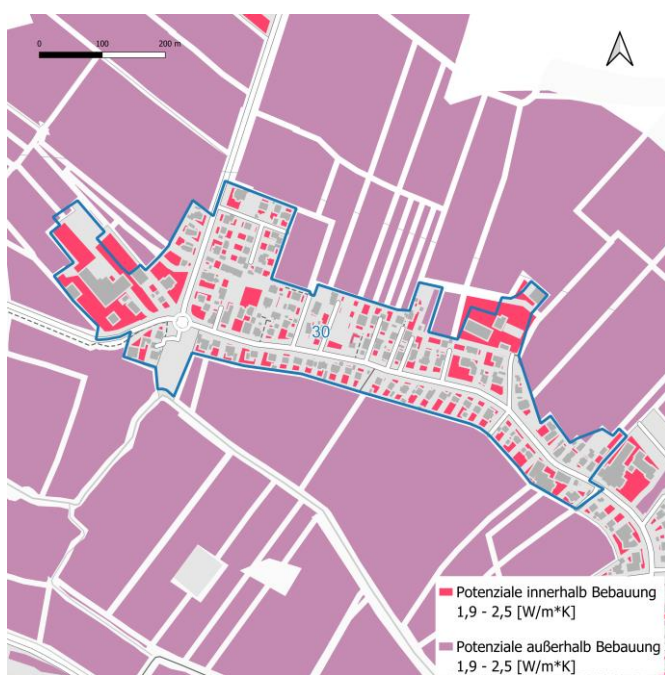 0 100 200 m
30
Potenziale innerhalb Bebauung
1,9 - 2,5 [W/m*K]
Potenziale außerhalb Bebauung
1,9 - 2,5 [W/m*K]